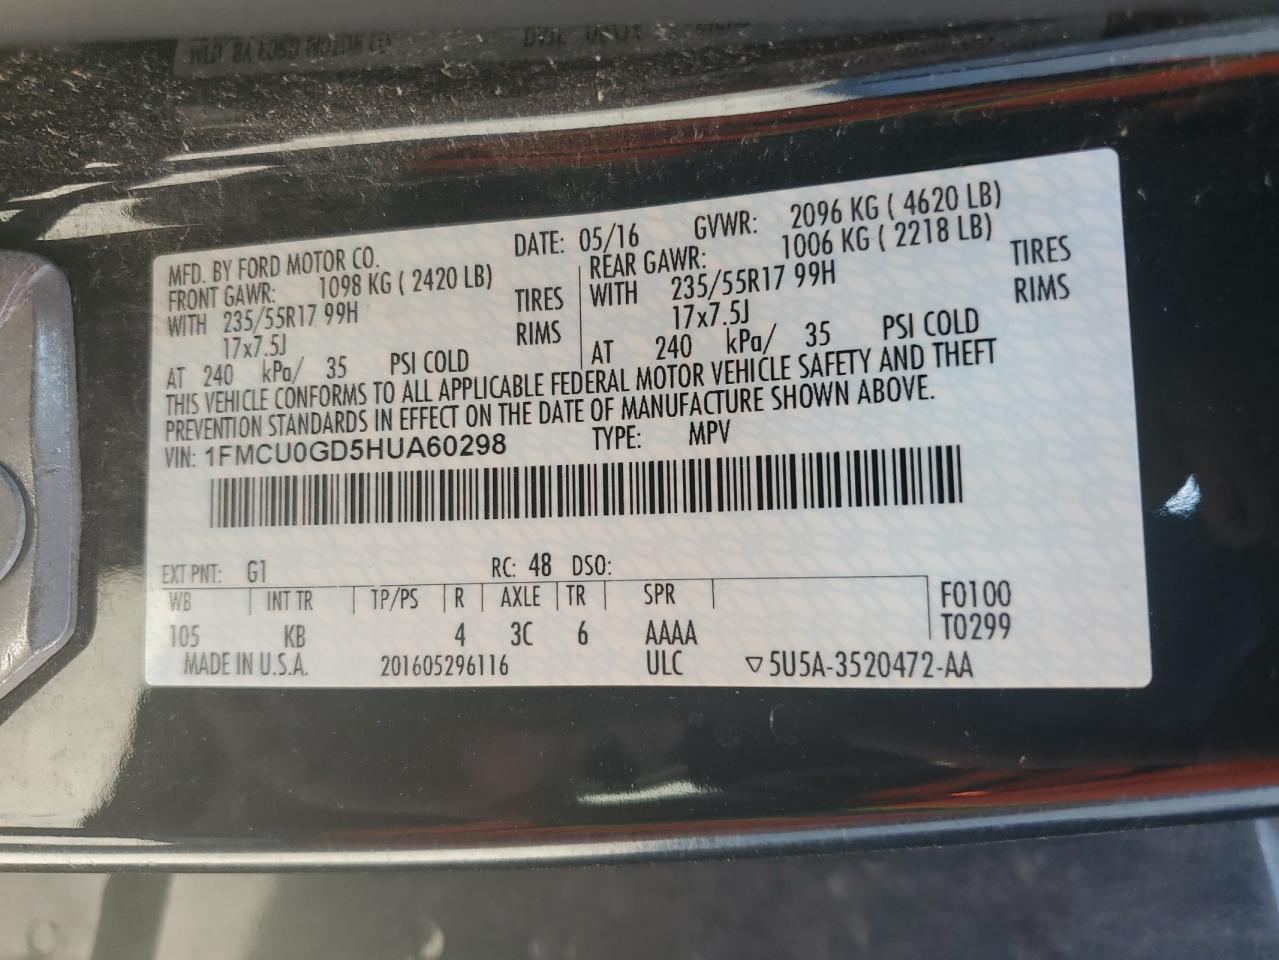 MFD. BY FORD MOTOR CO. DATE: 05/16 GVWR: 2096 KG ( 4620 LB)
FRONT GAWR: 1098 KG ( 2420 LB) REAR GAWR: 1006 KG ( 2218 LB)
WITH 235/55R17 99H TIRES WITH 235/55R17 99H TIRES
17x7.5J RIMS 17x7.5J RIMS
AT 240 kPa/ 35 PSI COLD AT 240 kPa/ 35 PSI COLD
THIS VEHICLE CONFORMS TO ALL APPLICABLE FEDERAL MOTOR VEHICLE SAFETY AND THEFT
PREVENTION STANDARDS IN EFFECT ON THE DATE OF MANUFACTURE SHOWN ABOVE.
VIN: 1FMCU0GD5HUA60298 TYPE: MPV
EXT PNT: G1 RC: 48 DSO:
WB INT TR TP/PS R AXLE TR SPR F0100
105 KB 4 3C 6 AAAA T0299
MADE IN U.S.A. 201605296116 ULC ▽5U5A-3520472-AA